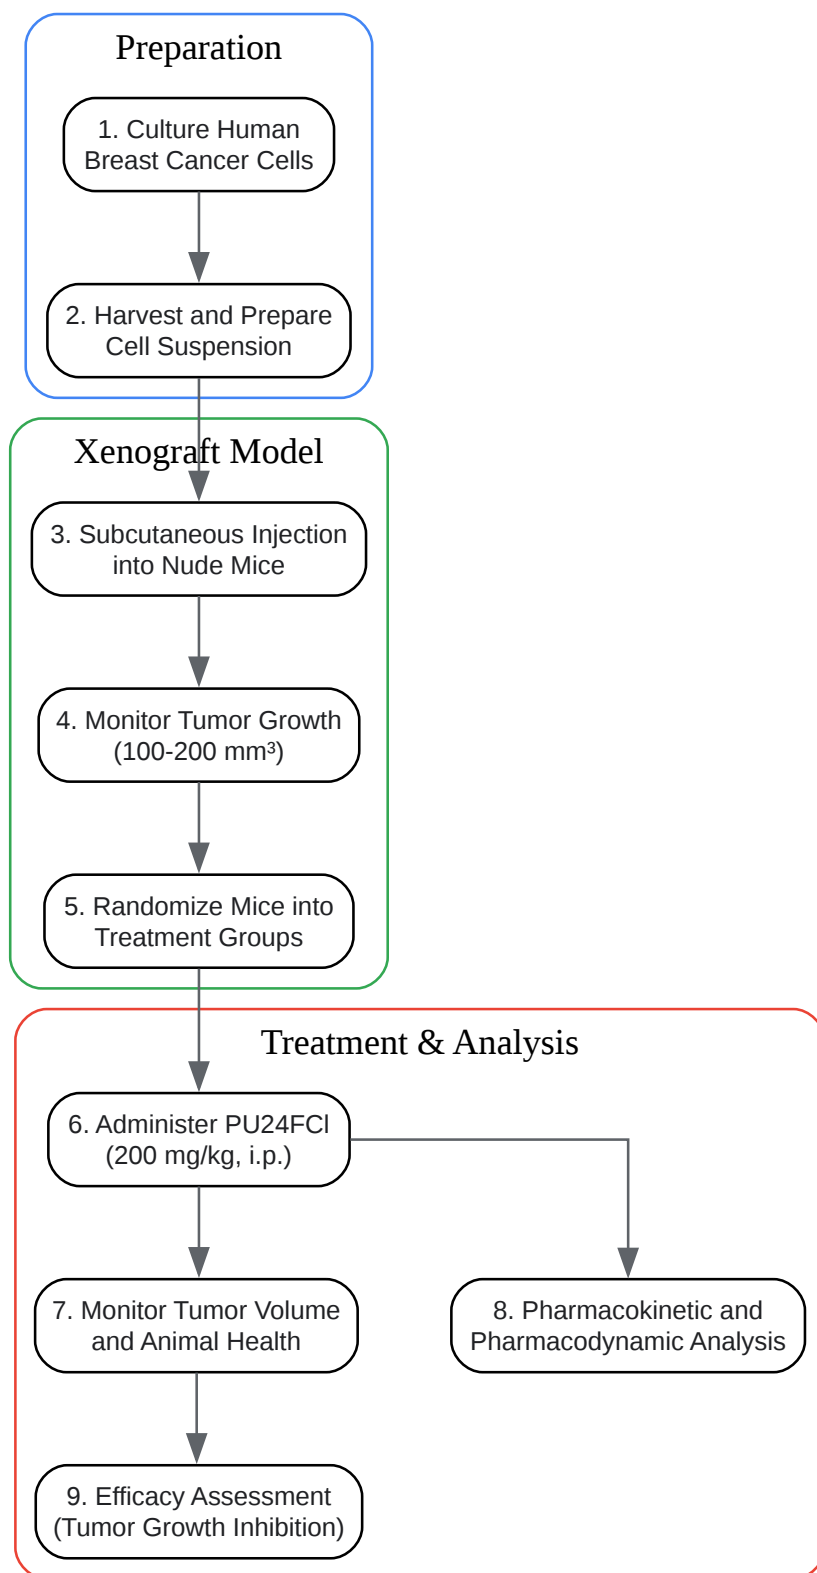 Preparation
1. Culture Human
Breast Cancer Cells
2. Harvest and Prepare
Cell Suspension
Xenograft Model
3. Subcutaneous Injection
into Nude Mice
4. Monitor Tumor Growth
(100-200 mm³)
5. Randomize Mice into
Treatment Groups
Treatment & Analysis
6. Administer PU24FCl
(200 mg/kg, i.p.)
7. Monitor Tumor Volume
and Animal Health
8. Pharmacokinetic and
Pharmacodynamic Analysis
9. Efficacy Assessment
(Tumor Growth Inhibition)